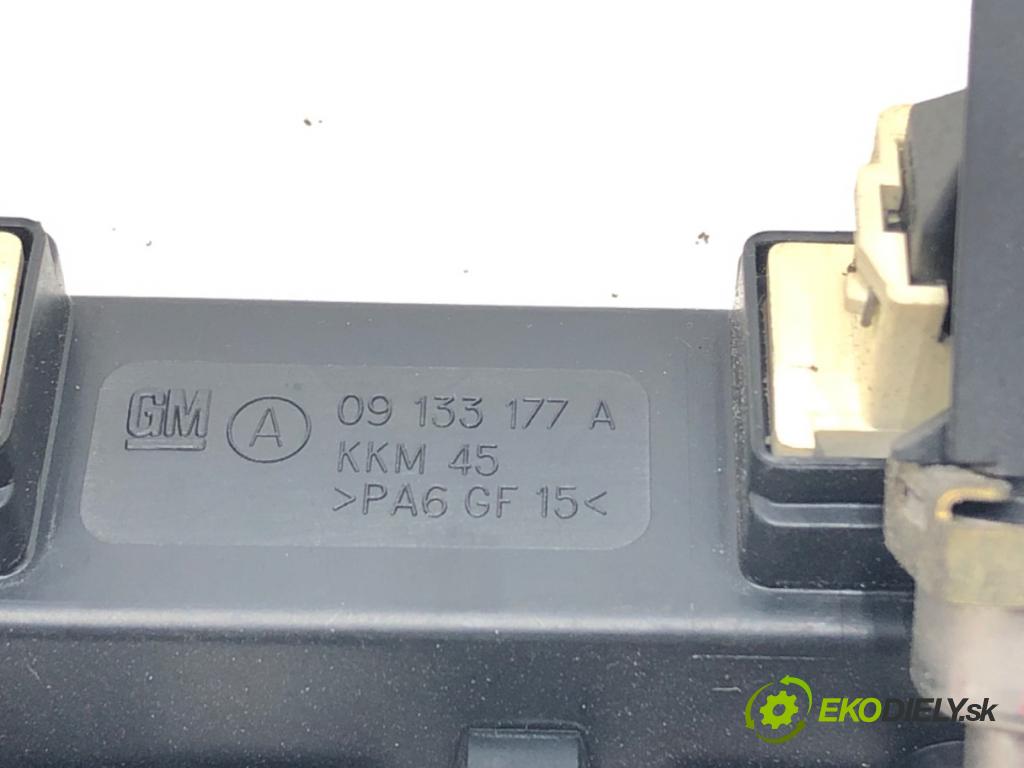 GM A 09 133 177 A
KKM 45
>PA6 GF 15<
EKODIELY.sk